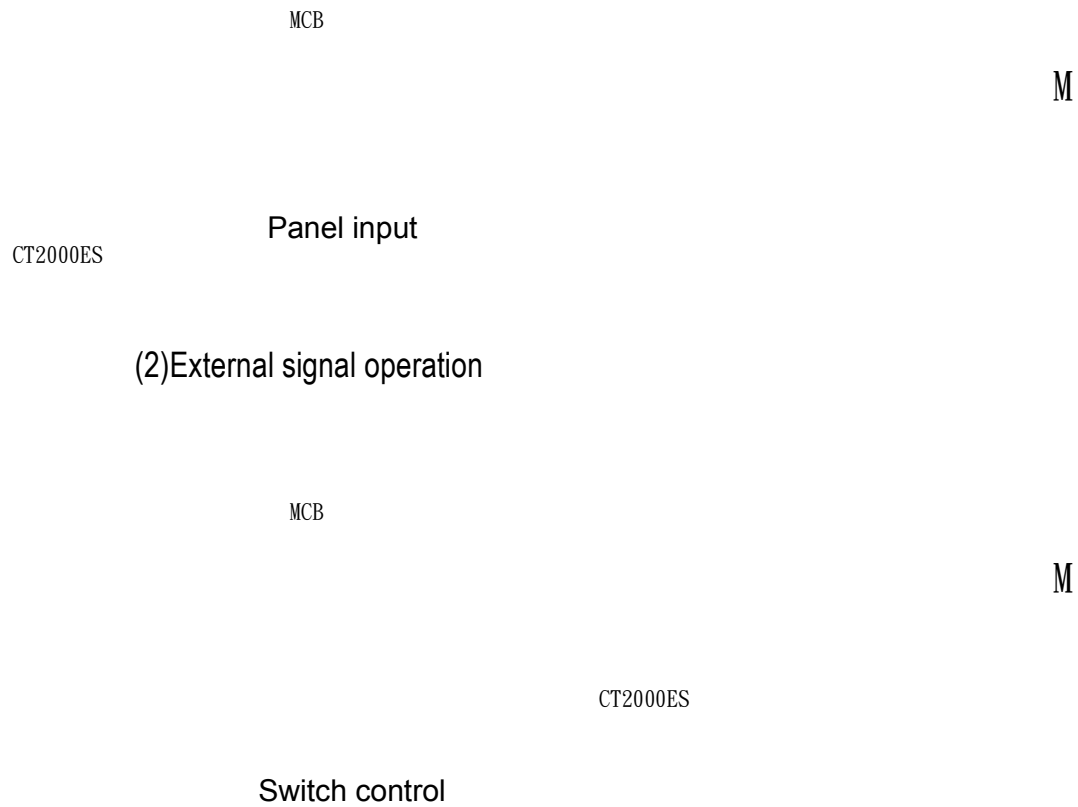 MCB
M
Panel input
CT2000ES
(2)External signal operation
MCB
M
CT2000ES
Switch control